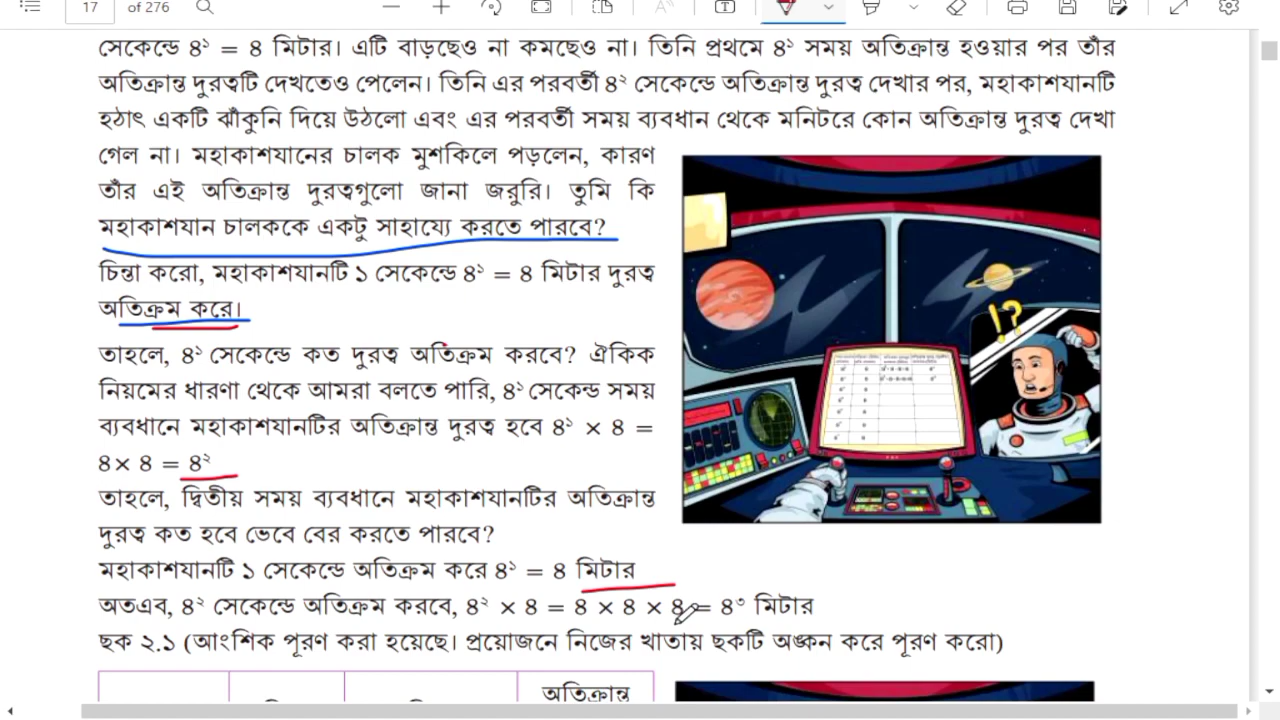 17 of 276
সেকেন্ডে ৪¹ = ৪ মিটার। এটি বাড়ছেও না কমছেও না। তিনি প্রথমে ৪¹ সময় অতিক্রান্ত হওয়ার পর তাঁর
অতিক্রান্ত দুরত্বটি দেখতেও পেলেন। তিনি এর পরবর্তী ৪² সেকেন্ডে অতিক্রান্ত দুরত্ব দেখার পর, মহাকাশযানটি
হঠাৎ একটি ঝাঁকুনি দিয়ে উঠলো এবং এর পরবর্তী সময় ব্যবধান থেকে মনিটরে কোন অতিক্রান্ত দুরত্ব দেখা
গেল না। মহাকাশযানের চালক মুশকিলে পড়লেন, কারণ
তাঁর এই অতিক্রান্ত দুরত্বগুলো জানা জরুরি। তুমি কি
মহাকাশযান চালককে একটু সাহায্যে করতে পারবে?
চিন্তা করো, মহাকাশযানটি ১ সেকেন্ডে ৪¹ = ৪ মিটার দুরত্ব
অতিক্রম করে।
তাহলে, ৪¹ সেকেন্ডে কত দুরত্ব অতিক্রম করবে? ঐকিক
নিয়মের ধারণা থেকে আমরা বলতে পারি, ৪¹ সেকেন্ড সময়
ব্যবধানে মহাকাশযানটির অতিক্রান্ত দুরত্ব হবে ৪¹ × ৪ =
৪× ৪ = ৪²
তাহলে, দ্বিতীয় সময় ব্যবধানে মহাকাশযানটির অতিক্রান্ত
দুরত্ব কত হবে ভেবে বের করতে পারবে?
মহাকাশযানটি ১ সেকেন্ডে অতিক্রম করে ৪¹ = ৪ মিটার
অতএব, ৪² সেকেন্ডে অতিক্রম করবে, ৪² × ৪ = ৪ × ৪ × ৪ = ৪³ মিটার
ছক ২.১ (আংশিক পূরণ করা হয়েছে। প্রয়োজনে নিজের খাতায় ছকটি অঙ্কন করে পূরণ করো)
অতিক্রান্ত
!?